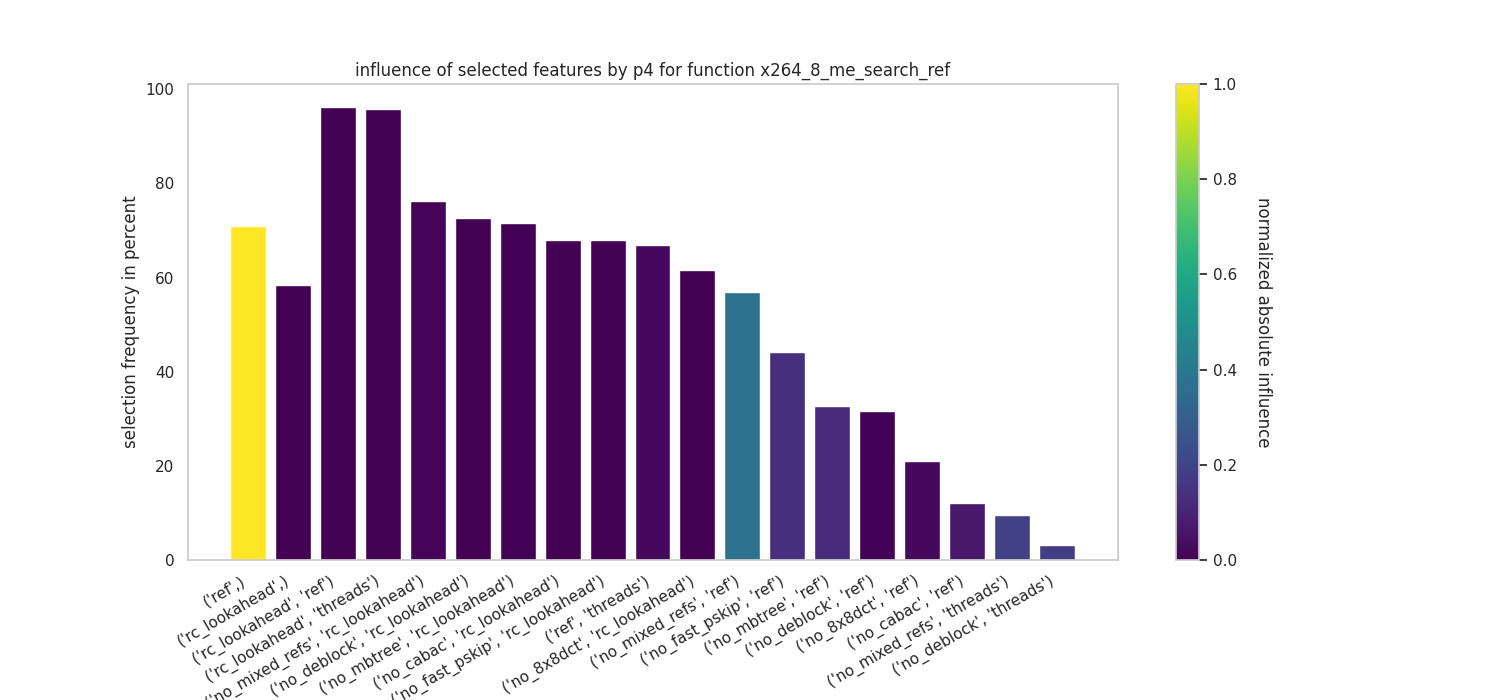 influence of selected features by p4 for function x264_8_me_search_ref
100
80
60
40
20
0
selection frequency in percent
('ref',)
('rc_lookahead',)
('rc_lookahead', 'ref')
('rc_lookahead', 'threads')
('no_mixed_refs', 'rc_lookahead')
('no_deblock', 'rc_lookahead')
('no_mbtree', 'rc_lookahead')
('no_cabac', 'rc_lookahead')
('no_fast_pskip', 'rc_lookahead')
('ref', 'threads')
('no_8x8dct', 'rc_lookahead')
('no_mixed_refs', 'ref')
('no_fast_pskip', 'ref')
('no_mbtree', 'ref')
('no_deblock', 'ref')
('no_8x8dct', 'ref')
('no_cabac', 'ref')
('no_mixed_refs', 'threads')
('no_deblock', 'threads')
1.0
0.8
0.6
0.4
0.2
0.0
normalized absolute influence